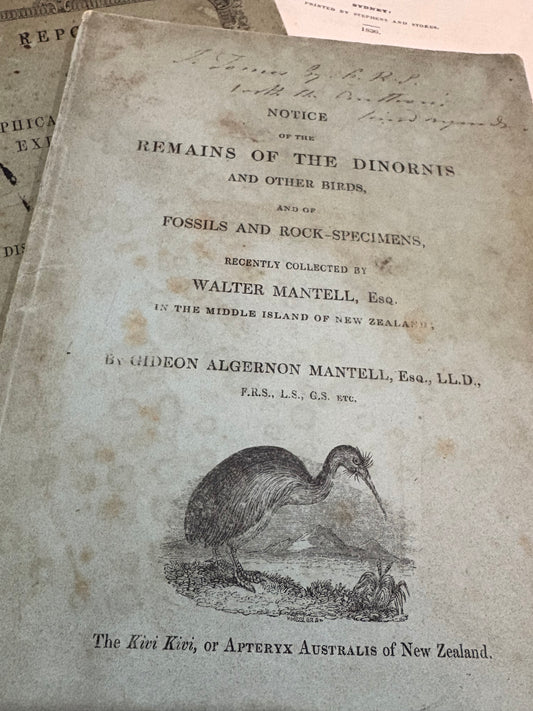 REPO
PHICA
EXI
DIS
SYDNEY:
PRINTED BY STEPHENS AND STOKES.
1836.
NOTICE
OF THE
REMAINS OF THE DINORNIS
AND OTHER BIRDS,
AND OF
FOSSILS AND ROCK-SPECIMENS,
RECENTLY COLLECTED BY
WALTER MANTELL, Esq.
IN THE MIDDLE ISLAND OF NEW ZEALAND;
BY GIDEON ALGERNON MANTELL, Esq., LL.D.,
F.R.S., L.S., G.S. ETC.
The Kivi Kivi, or APTERYX AUSTRALIS of New Zealand.